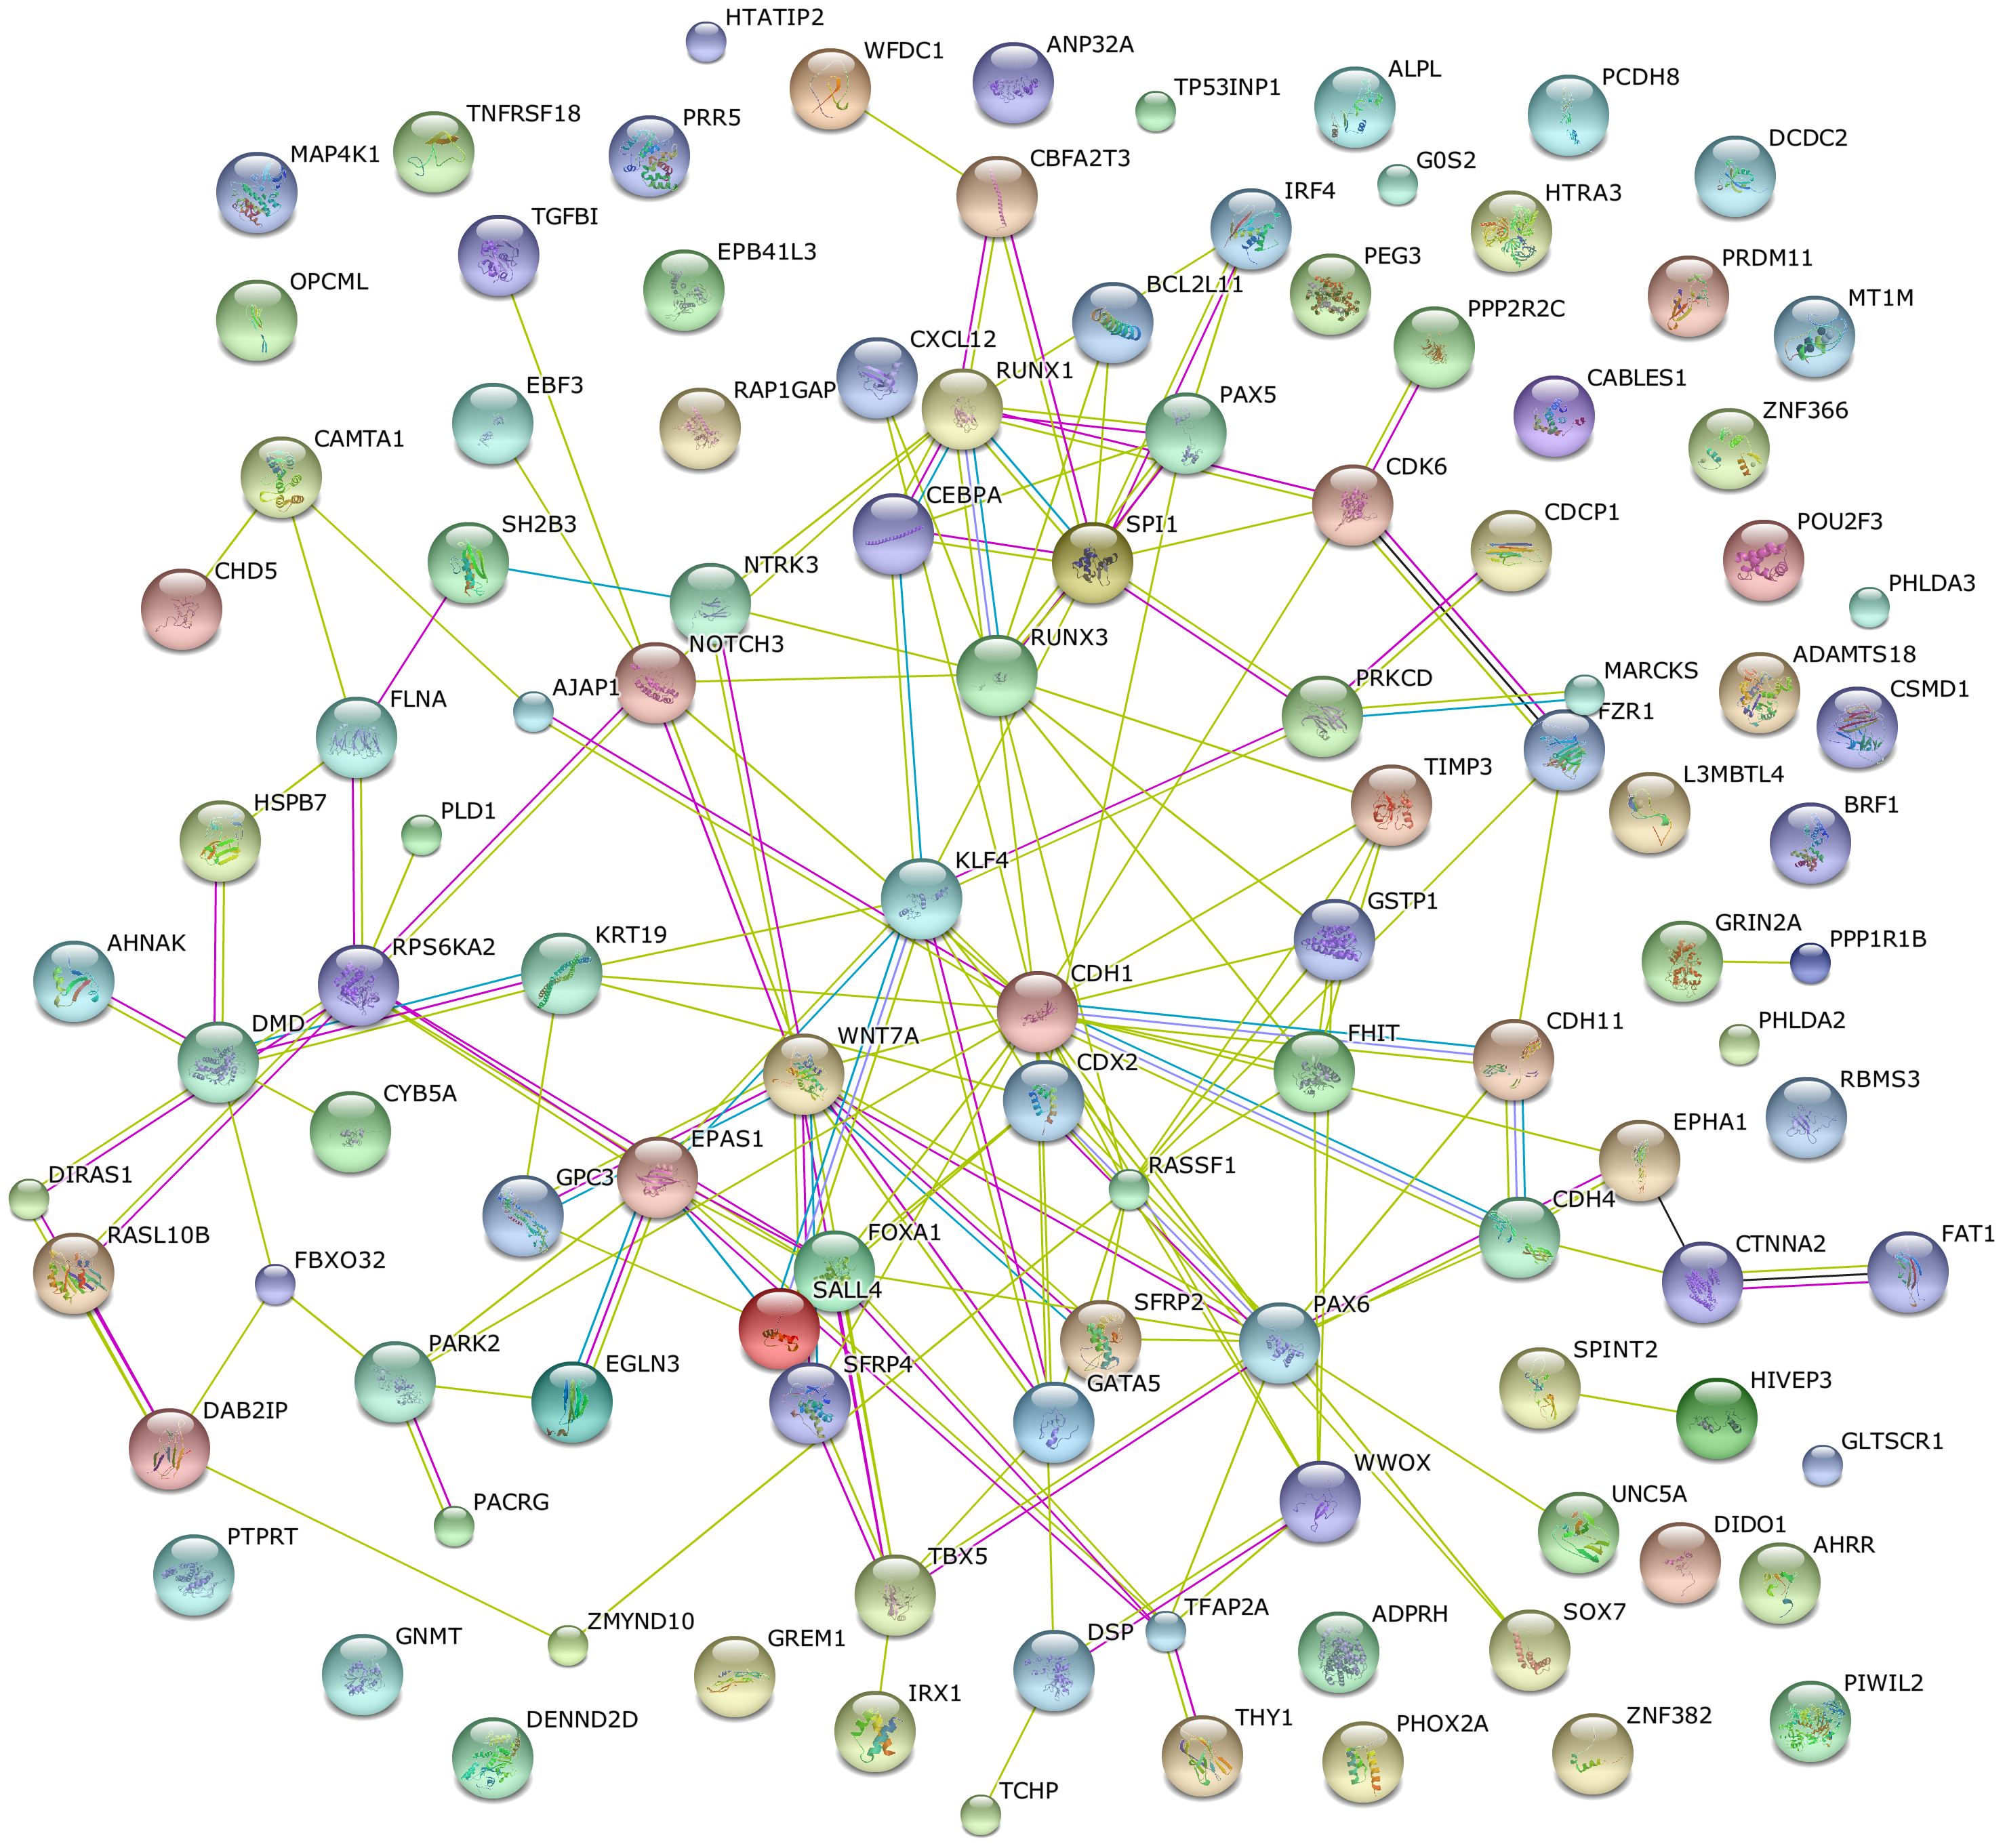 HTATIP2
WFDC1
ANP32A
TP53INP1
ALPL
PCDH8
TNFRSF18
PRR5
MAP4K1
CBFA2T3
G0S2
DCDC2
IRF4
HTRA3
TGFBI
EPB41L3
OPCML
BCL2L11
PEG3
PRDM11
MT1M
PPP2R2C
CXCL12
RUNX1
EBF3
RAP1GAP
PAX5
CABLES1
ZNF366
CAMTA1
CDK6
CEBPA
SH2B3
SPI1
CDCP1
POU2F3
CHD5
NTRK3
PHLDA3
NOTCH3
RUNX3
ADAMTS18
MARCKS
PRKCD
AJAP1
CSMD1
FLNA
FZR1
TIMP3
L3MBTL4
HSPB7
PLD1
BRF1
KLF4
GSTP1
GRIN2A
AHNAK
RPS6KA2
KRT19
PPP1R1B
CDH1
DMD
WNT7A
FHIT
CDH11
PHLDA2
CDX2
RBMS3
CYB5A
EPHA1
EPAS1
RASSF1
DIRAS1
GPC3
CDH4
RASL10B
FOXA1
CTNNA2
FAT1
FBXO32
SALL4
SFRP2
PAX6
PARK2
SFRP4
SPINT2
EGLN3
GATA5
HIVEP3
DAB2IP
GLTSCR1
WWOX
UNC5A
PACRG
DIDO1
PTPRT
TBX5
AHRR
ZMYND10
TFAP2A
ADPRH
SOX7
GNMT
GREM1
DSP
PIWIL2
IRX1
DENND2D
THY1
PHOX2A
ZNF382
TCHP